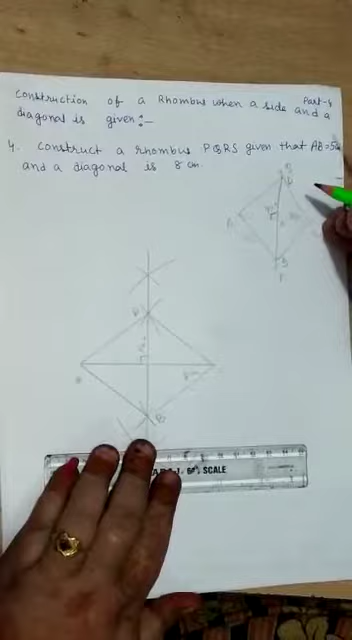 Construction of a Rhombus when a side and a Part-4
diagonal is given:-
4. Construct a rhombus PQRS given that AB=5cm
and a diagonal is 8 cm.
SCALE